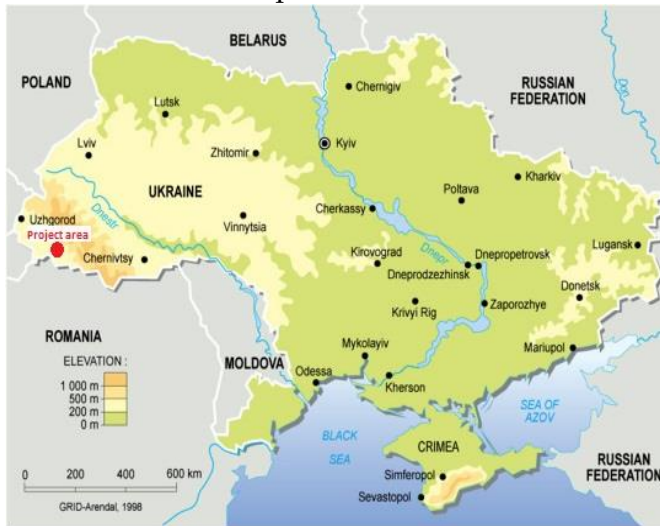 BELARUS
POLAND
RUSSIAN
FEDERATION
Don
Chernigiv
Lutsk
Kyiv
Lviv
Zhitomir
Kharkiv
UKRAINE
Poltava
Cherkassy
Uzhgorod
Dnestr
Vinnytsia
Lugansk
Project area
Kirovograd
Dnepr
Dnepropetrovsk
Chernivtsy
Dneprodzezhinsk
Donetsk
Krivyi Rig
Zaporozhye
ROMANIA
Mykolayiv
Mariupol
ELEVATION :
MOLDOVA
Odessa
Kherson
1 000 m
500 m
200 m
0 m
SEA OF
AZOV
BLACK
SEA
CRIMEA
0 200 400 600 km
Simferopol
RUSSIAN
FEDERATION
Sevastopol
GRID-Arendal, 1998